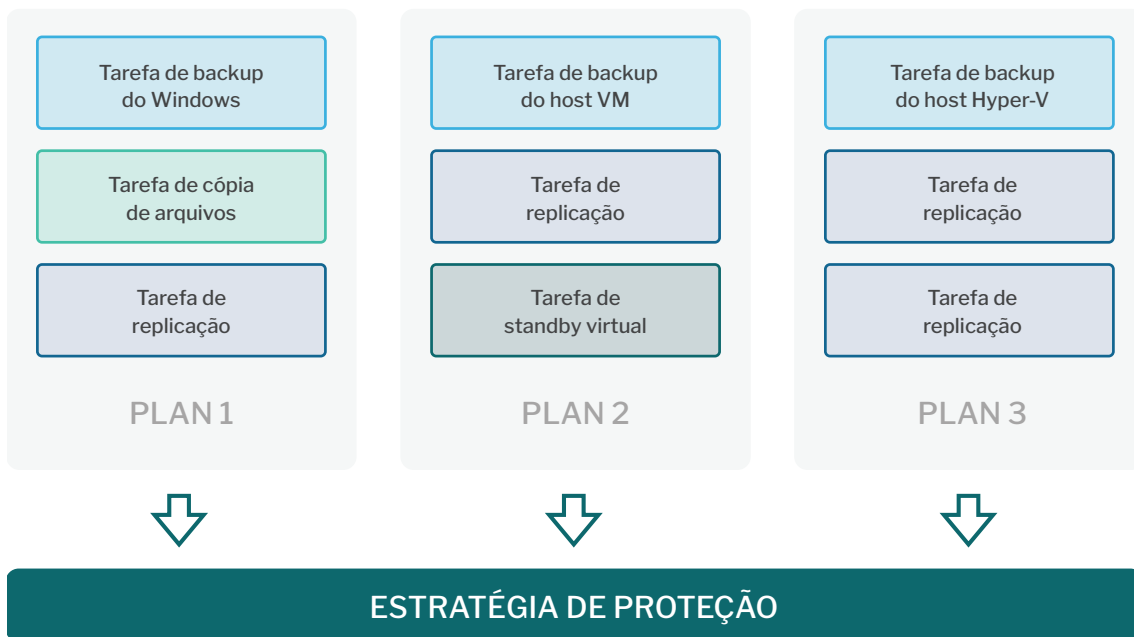 Tarefa de backup
do Windows
Tarefa de cópia
de arquivos
Tarefa de
replicação
PLAN 1
Tarefa de backup
do host VM
Tarefa de
replicação
Tarefa de
standby virtual
PLAN 2
Tarefa de backup
do host Hyper-V
Tarefa de
replicação
Tarefa de
replicação
PLAN 3
ESTRATÉGIA DE PROTEÇÃO